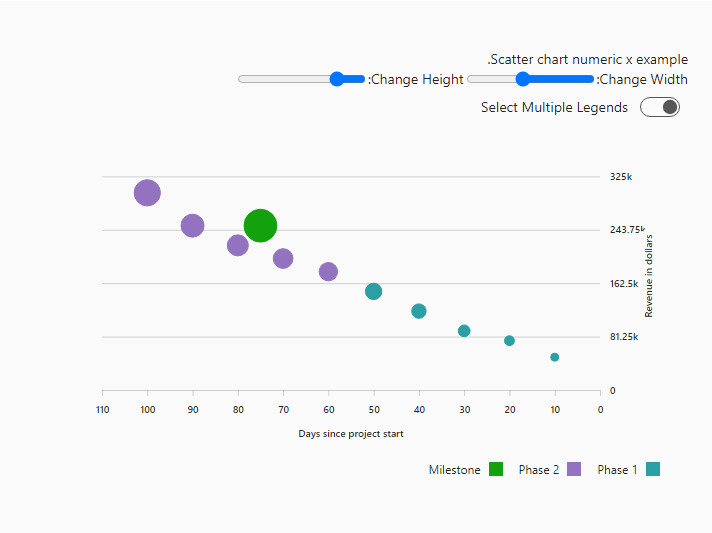 .Scatter chart numeric x example
:Change Height :Change Width
Select Multiple Legends
325k
243.75k
162.5k
81.25k
0
Revenue in dollars
110 100 90 80 70 60 50 40 30 20 10 0
Days since project start
Milestone Phase 2 Phase 1